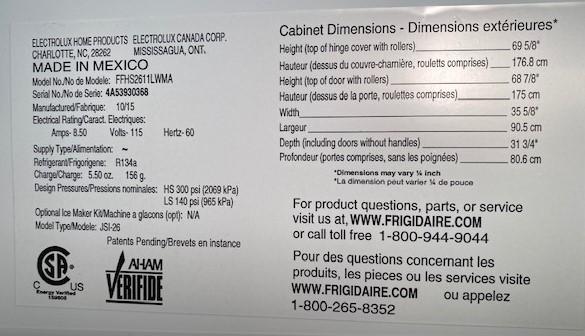 ELECTROLUX HOME PRODUCTS ELECTROLUX CANADA CORP.
CHARLOTTE, NC, 28262 MISSISSAGUA, ONT.
MADE IN MEXICO
Model No./No de Modele: FFHS2611LWMA
Serial No./No de Serie: 4A53930368
Manufactured/Fabrique: 10/15
Electrical Rating/Caract. Electriques:
Amps- 8.50 Volts- 115 Hertz- 60
Supply Type/Alimentation: ~
Refrigerant/Frigorigene: R134a
Charge/Charge: 5.50 oz. 156 g.
Design Pressures/Pressions nominales: HS 300 psi (2069 kPa)
LS 140 psi (965 kPa)
Optional Ice Maker Kit/Machine a glacons (opt): N/A
Model Type/Modele: JSI-26
Patents Pending/Brevets en instance
CSA
C US
Energy Verified
159808
AHAM
VERIFIDE
Cabinet Dimensions - Dimensions extérieures*
Height (top of hinge cover with rollers) 69 5/8"
Hauteur (dessus du couvre-charnière, roulettes comprises) 176.8 cm
Height (top of door with rollers) 68 7/8"
Hauteur (dessus de la porte, roulettes comprises) 175 cm
Width 35 5/8"
Largeur 90.5 cm
Depth (including doors without handles) 31 3/4"
Profondeur (portes comprises, sans les poignées) 80.6 cm
*Dimensions may vary ¼ inch
*La dimension peut varier ¼ de pouce
For product questions, parts, or service
visit us at, WWW.FRIGIDAIRE.COM
or call toll free 1-800-944-9044
Pour des questions concernant les
produits, les pieces ou les services visite
WWW.FRIGIDAIRE.COM ou appelez
1-800-265-8352